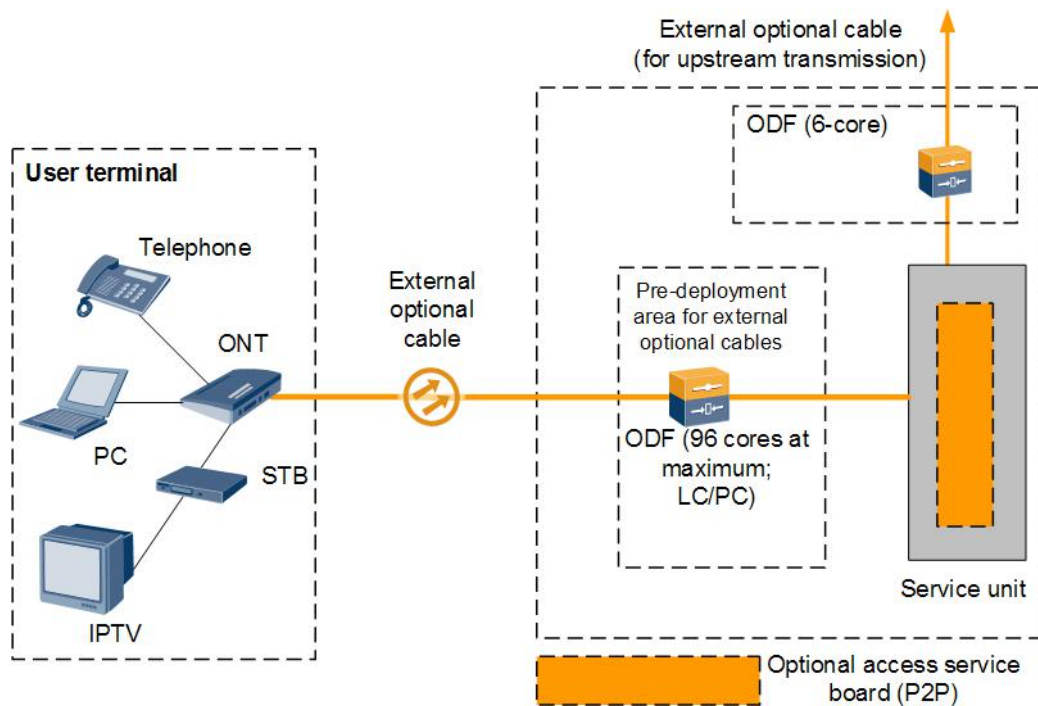 External optional cable
(for upstream transmission)
ODF (6-core)
User terminal
Telephone
ONT
PC
STB
IPTV
External
optional
cable
Pre-deployment
area for external
optional cables
ODF (96 cores at
maximum;
LC/PC)
Service unit
Optional access service
board (P2P)